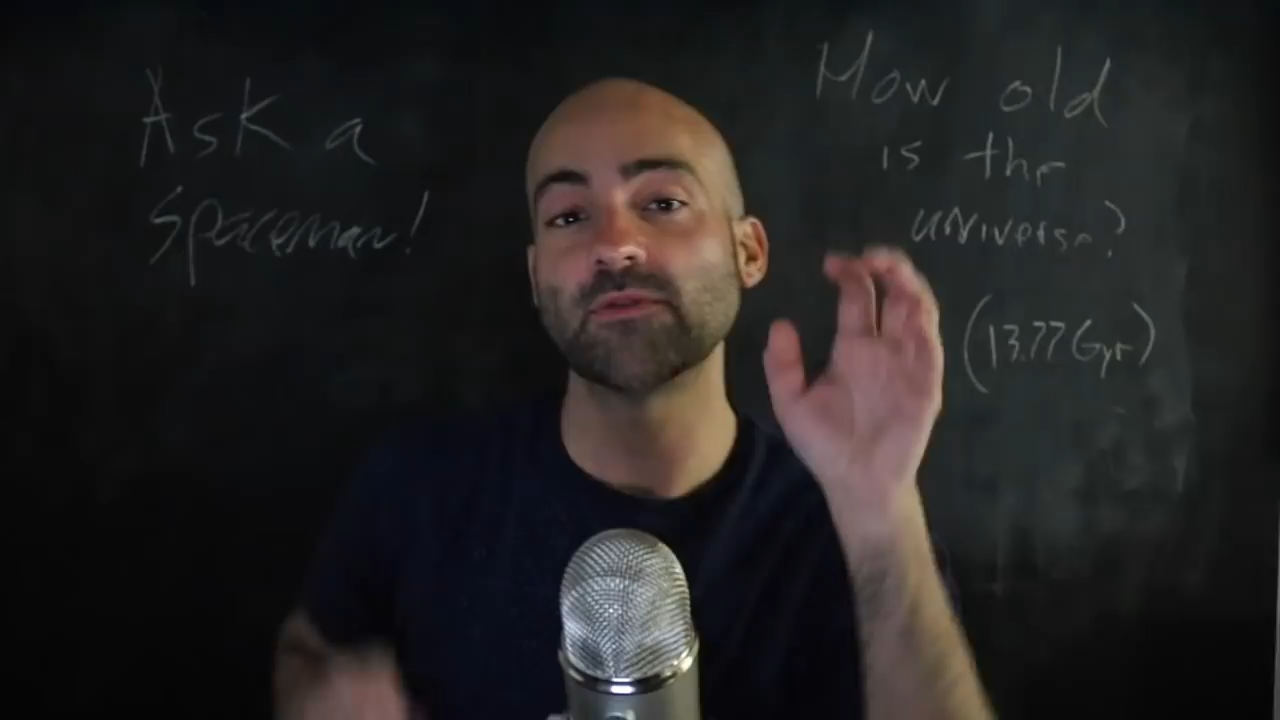 Ask a
Spaceman!
How old
is the
universe?
(13.77 Gyr)